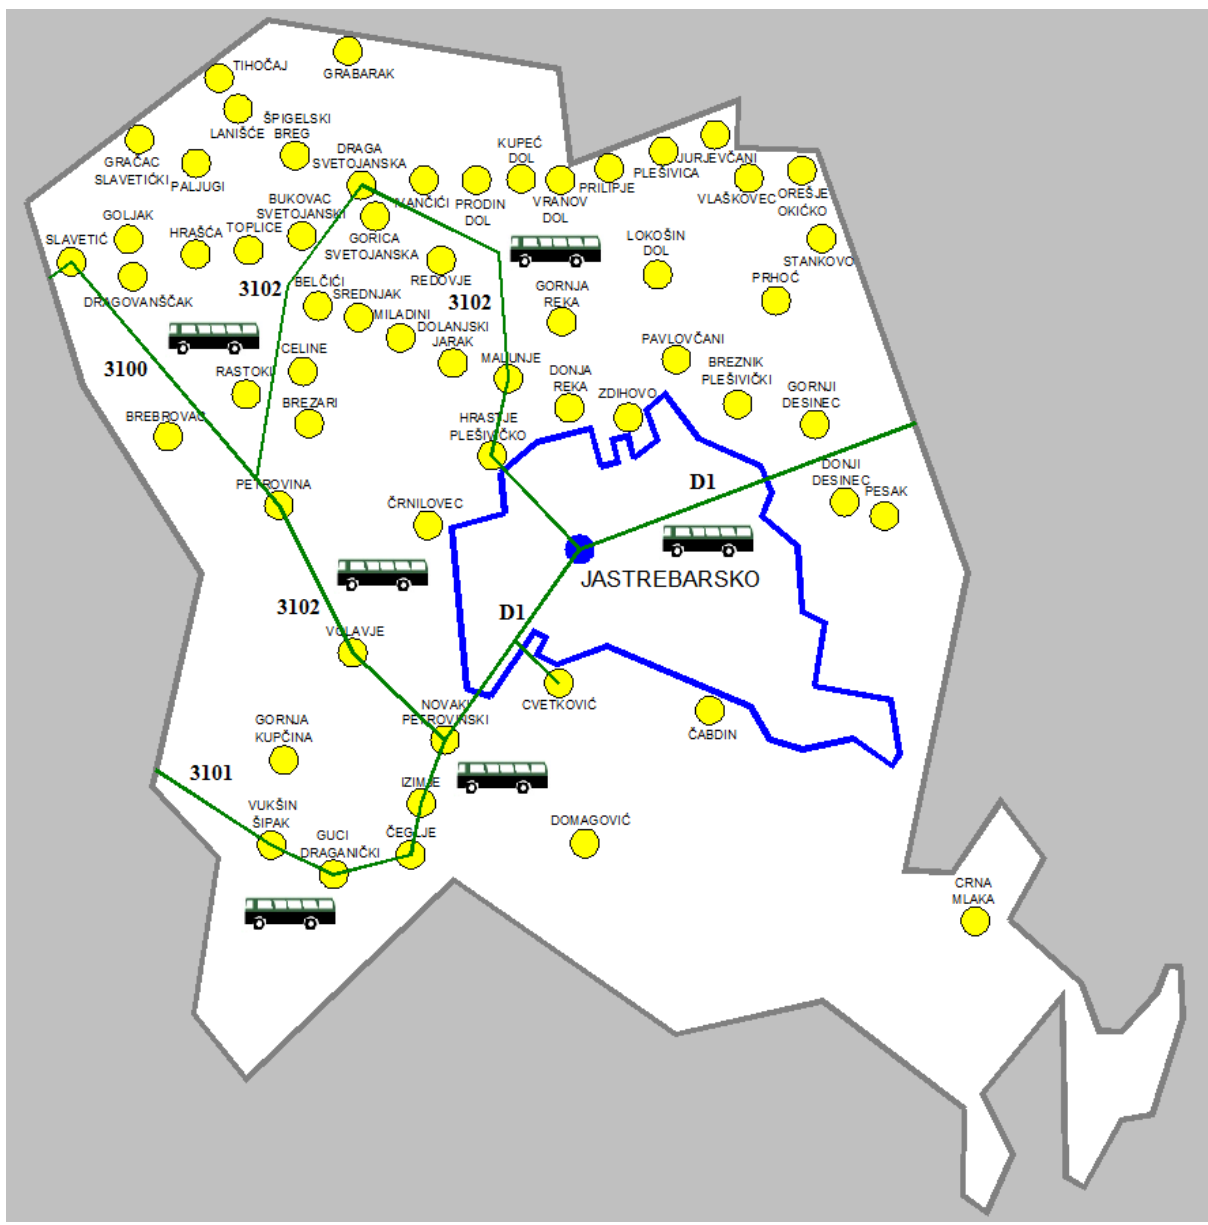 TIHOČAJ
GRABARAK
LANIŠĆE
ŠPIGELSKI
BREG
GRAČAC
SLAVETIĆKI
PALJUGI
DRAGA
SVETOJANSKA
KUPEĆ
DOL
IVANČIĆI
PRODIN
DOL
VRANOV
DOL
PRILIPJE
PLEŠIVICA
JURJEVČANI
VLAŠKOVEC
OREŠJE
OKIĆKO
BUKOVAC
SVETOJANSKI
GOLJAK
HRAŠĆA
TOPLICE
SLAVETIĆ
DRAGOVANŠČAK
GORICA
SVETOJANSKA
REDOVJE
LOKOŠIN
DOL
STANKOVO
PRHOĆ
3102
BELČIĆI
SREDNJAK
MILADINI
DOLANJSKI
JARAK
3102
GORNJA
REKA
3100
RASTOKI
CELINE
MALUNJE
DONJA
REKA
ZDIHOVO
PAVLOVČANI
BREZNIK
PLEŠIVIČKI
GORNJI
DESINEC
BREBROVAC
BREZARI
HRASTJE
PLEŠIVIČKO
PETROVINA
ČRNILOVEC
D1
DONJI
DESINEC
PESAK
JASTREBARSKO
3102
D1
VOLAVJE
CVETKOVIĆ
NOVAKI
PETROVINSKI
ČABDIN
GORNJA
KUPČINA
3101
IZIMJE
VUKŠIN
ŠIPAK
GUCI
DRAGANIČKI
ČEGLJE
DOMAGOVIĆ
CRNA
MLAKA